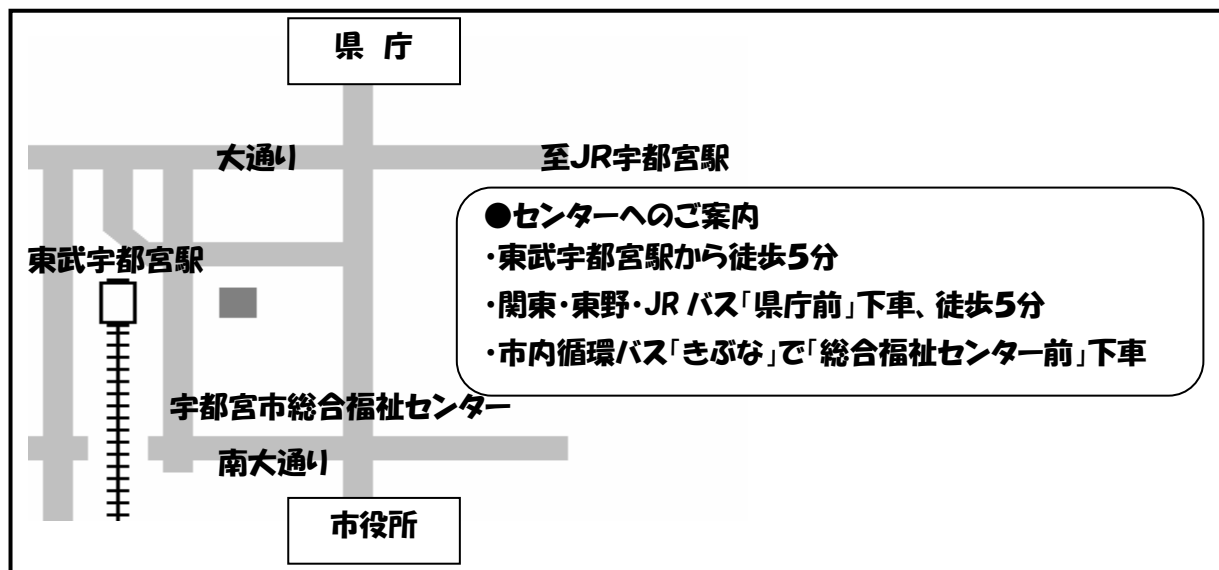 県 庁
大通り
至JR宇都宮駅
●センターへのご案内
・東武宇都宮駅から徒歩5分
・関東・東野・JR バス「県庁前」下車、徒歩5分
・市内循環バス「きぶな」で「総合福祉センター前」下車
東武宇都宮駅
宇都宮市総合福祉センター
南大通り
市役所